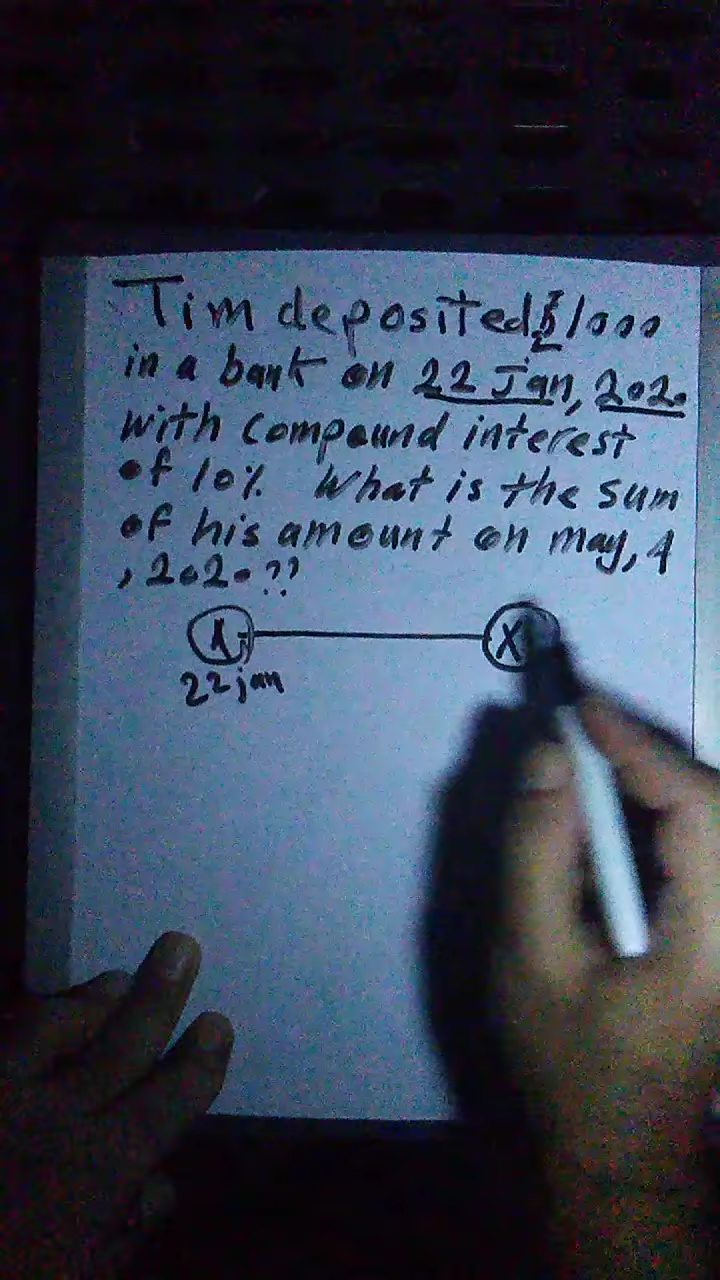 Tim deposited $1000
in a bank on 22 Jan, 2020
with compound interest
of 10% What is the sum
of his amount on may, 4
, 2020 ??
X
22 jan